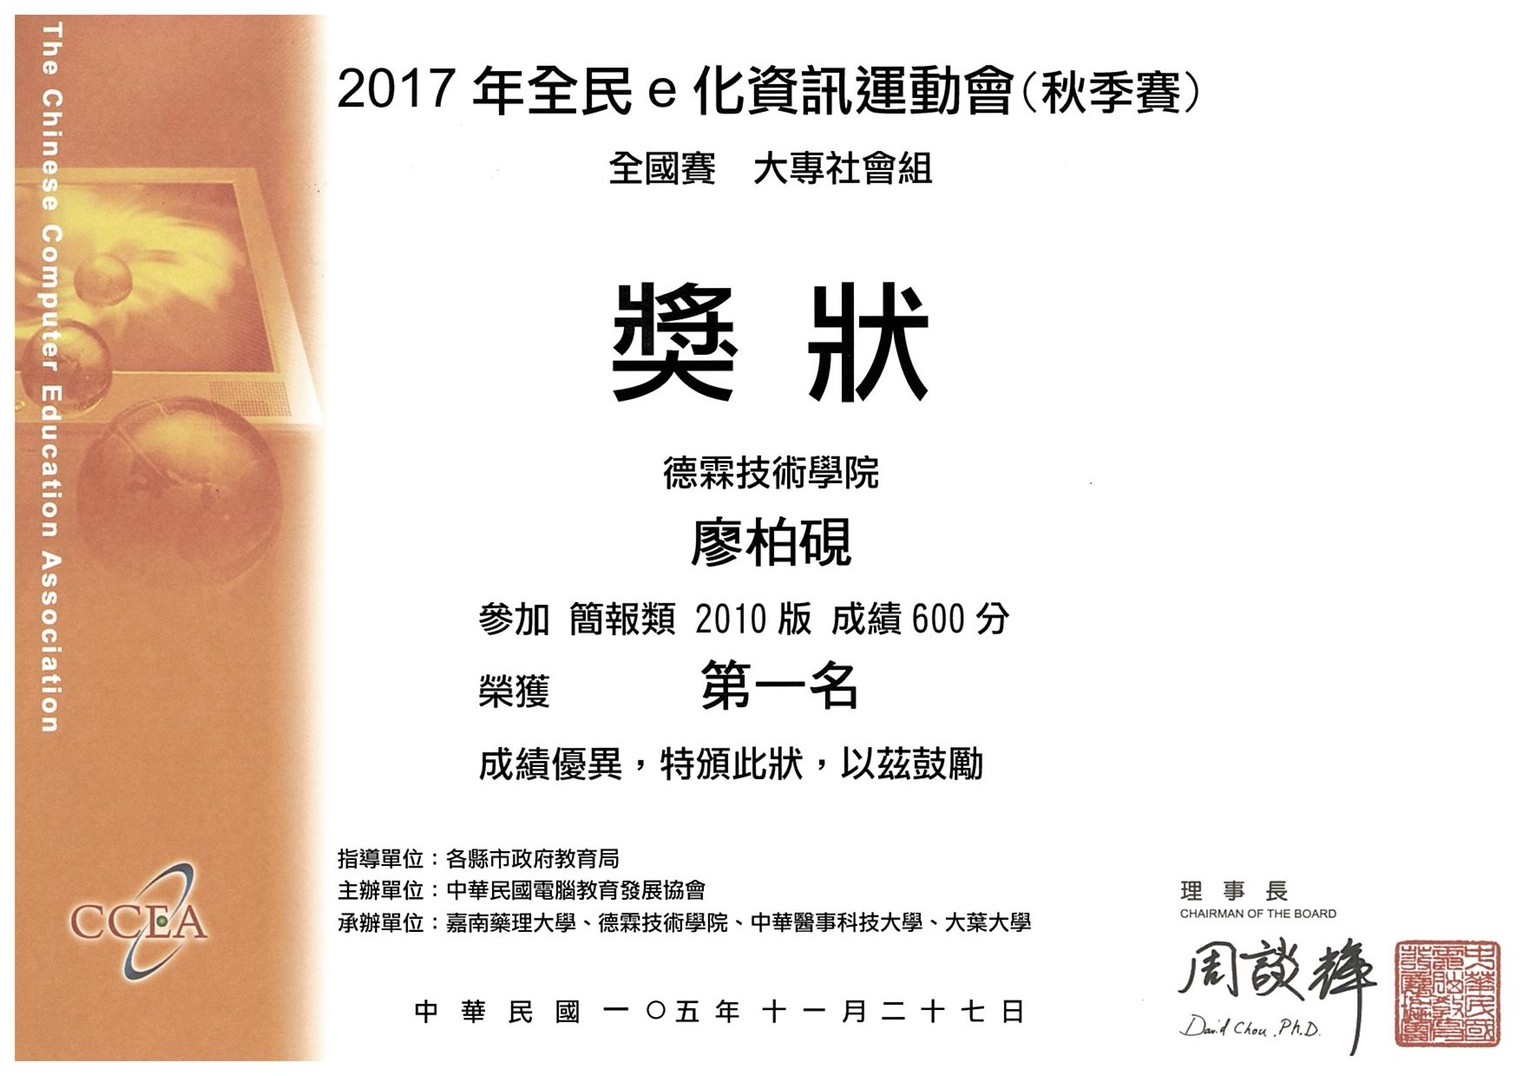 The Chinese Computer Education Association
2017 年全民 e 化資訊運動會（秋季賽）
全國賽　大專社會組
獎 狀
德霖技術學院
廖柏硯
參加 簡報類 2010 版 成績 600 分
榮獲 第一名
成績優異，特頒此狀，以茲鼓勵
指導單位：各縣市政府教育局
主辦單位：中華民國電腦教育發展協會
承辦單位：嘉南藥理大學、德霖技術學院、中華醫事科技大學、大葉大學
中華民國一〇五年十一月二十七日
CCEA
理事長
CHAIRMAN OF THE BOARD
周談輝
David Chou, Ph.D.
中華民國電腦教育發展協會